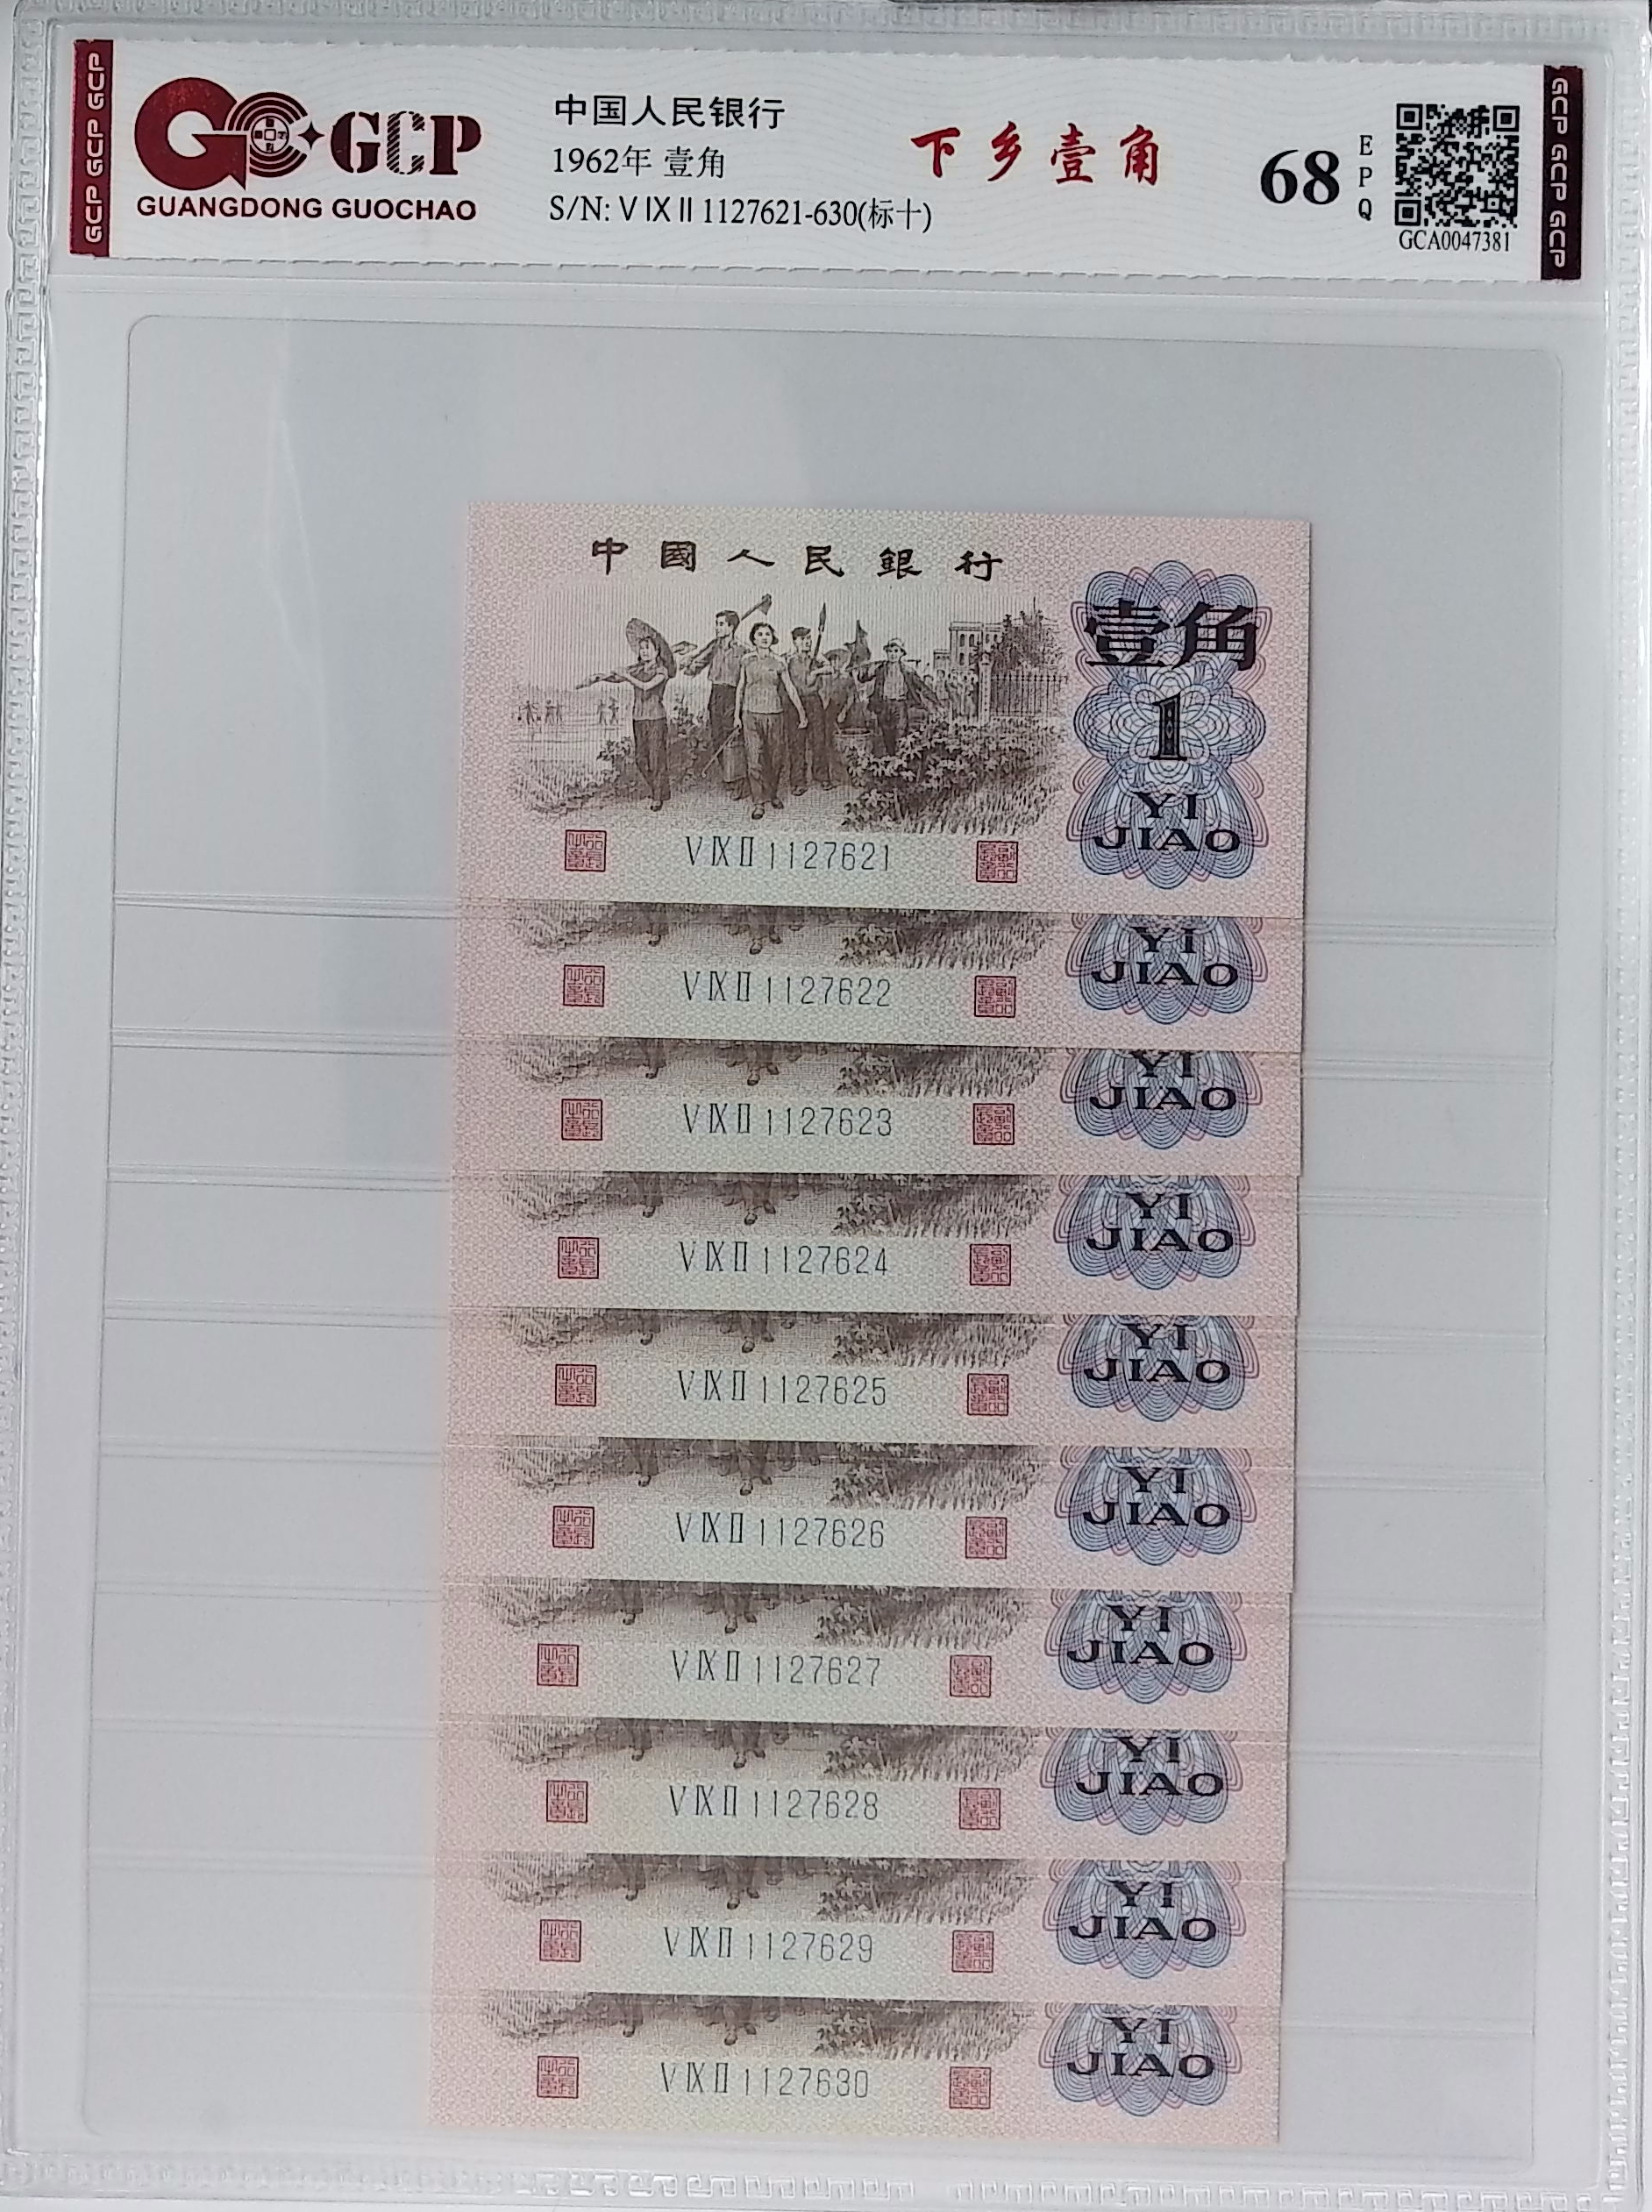 GCP GCP GCP
GCP
GUANGDONG GUOCHAO
中国人民银行
1962年 壹角
S/N: V IX II 1127621-630(标十)
下乡壹角
68
EPQ
GCA0047381
GCP GCP GCP
中國人民銀行
壹角
1
YI
JIAO
V IX II 1127621
YI
JIAO
V IX II 1127622
YI
JIAO
V IX II 1127623
YI
JIAO
V IX II 1127624
YI
JIAO
V IX II 1127625
YI
JIAO
V IX II 1127626
YI
JIAO
V IX II 1127627
YI
JIAO
V IX II 1127628
YI
JIAO
V IX II 1127629
YI
JIAO
V IX II 1127630